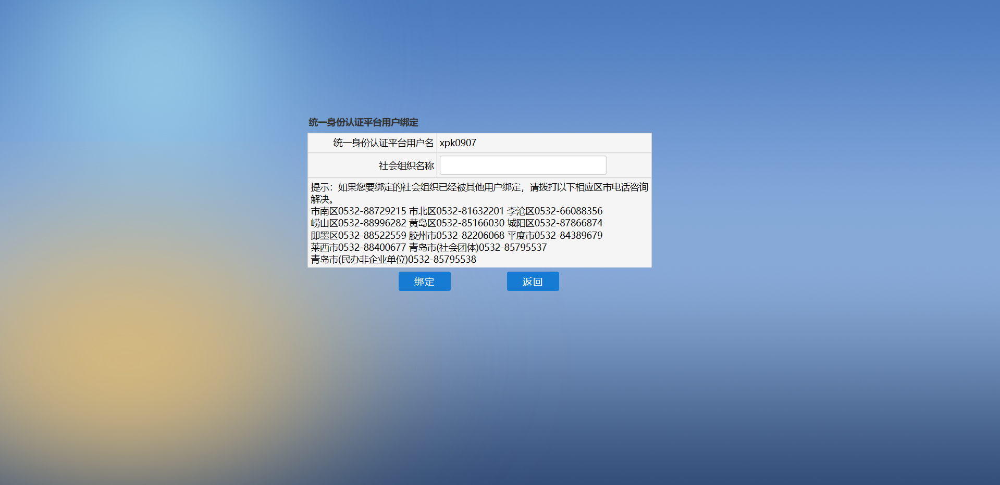 统一身份认证平台用户绑定
统一身份认证平台用户名 xpk0907
社会组织名称
提示：如果您要绑定的社会组织已经被其他用户绑定，请拨打以下相应区市电话咨询
解决。
市南区0532-88729215 市北区0532-81632201 李沧区0532-66088356
崂山区0532-88996282 黄岛区0532-85166030 城阳区0532-87866874
即墨区0532-88522559 胶州市0532-82206068 平度市0532-84389679
莱西市0532-88400677 青岛市(社会团体)0532-85795537
青岛市(民办非企业单位)0532-85795538
绑定 返回